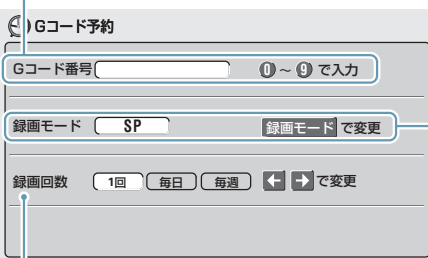 Gコード予約
Gコード番号 0 ~ 9 で入力
録画モード SP 録画モード で変更
録画回数 1回 毎日 毎週 ← → で変更